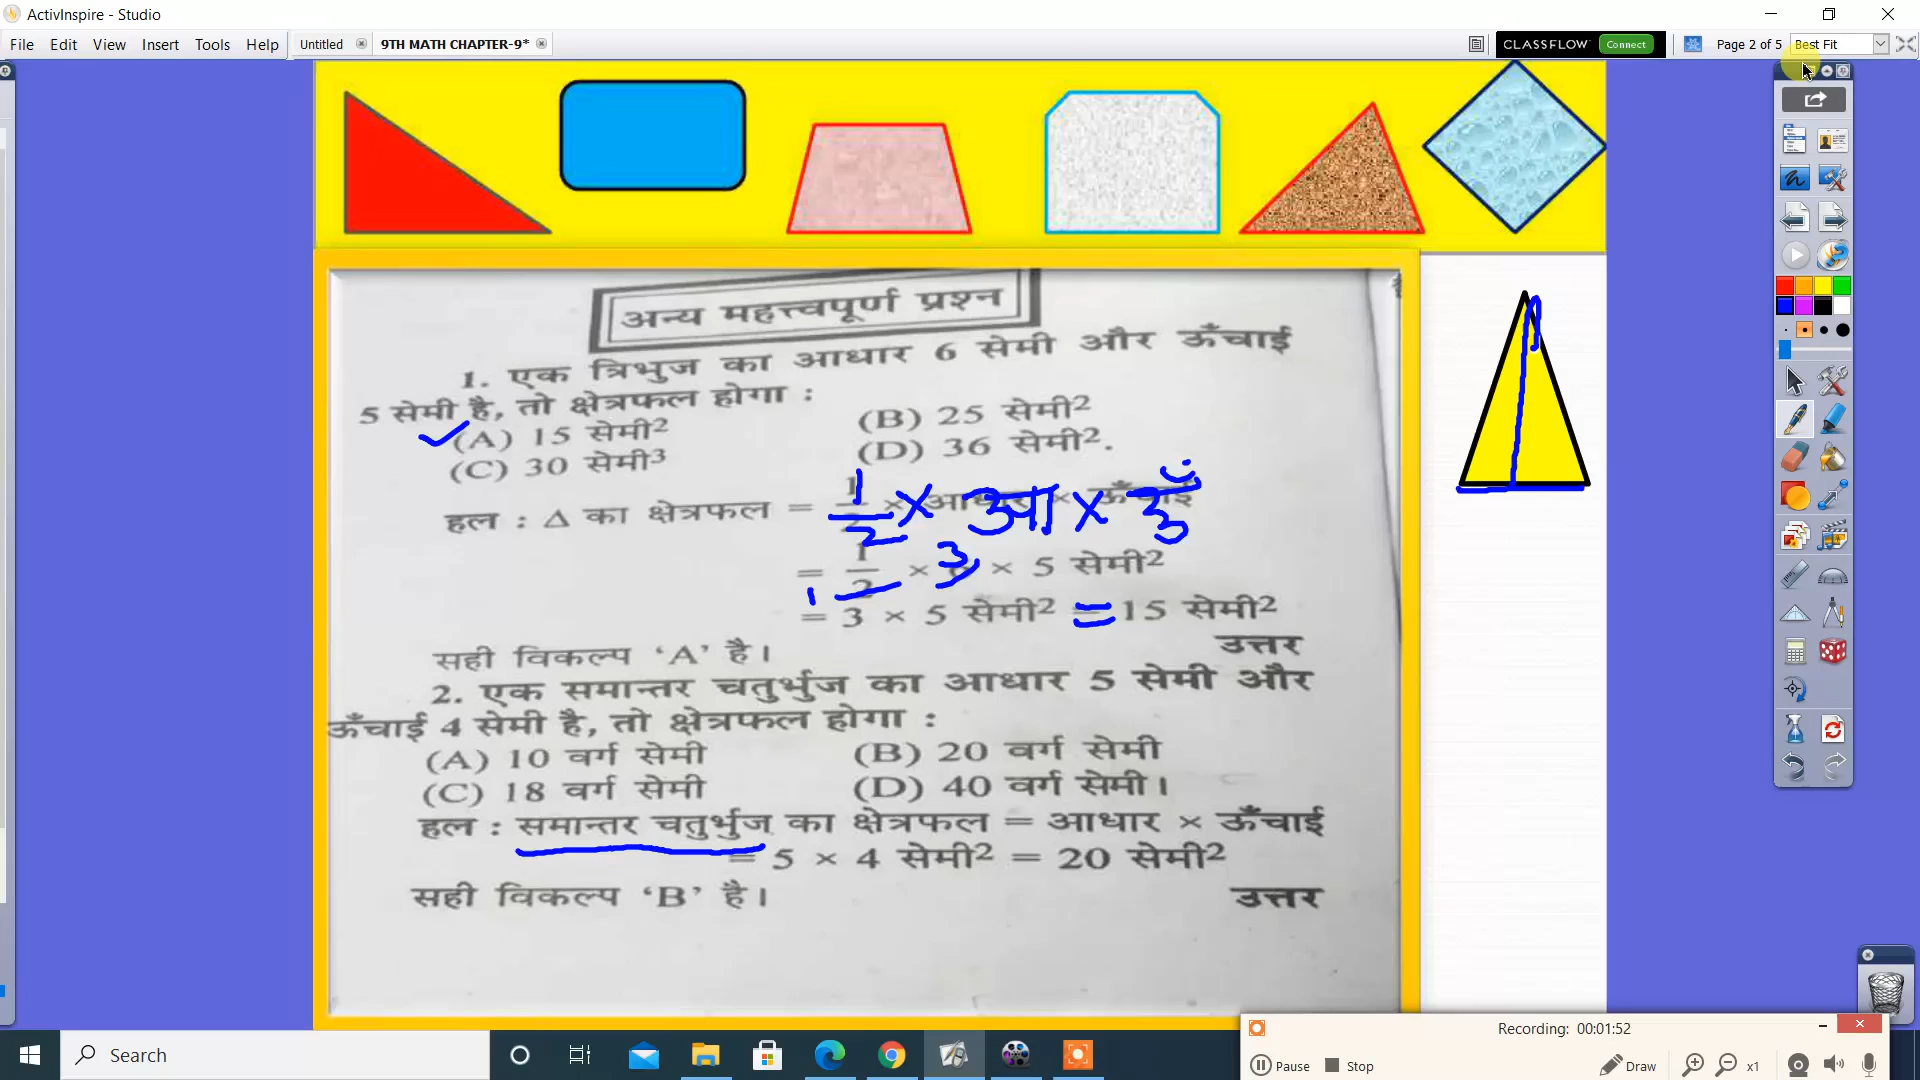 ActivInspire - Studio
File Edit View Insert Tools Help
Untitled
9TH MATH CHAPTER-9*
CLASSFLOW Connect
Page 2 of 5
Best Fit
अन्य महत्त्वपूर्ण प्रश्न
1. एक त्रिभुज का आधार 6 सेमी और ऊँचाई
5 सेमी है, तो क्षेत्रफल होगा :
(A) 15 सेमी² (B) 25 सेमी²
(C) 30 सेमी³ (D) 36 सेमी².
हल : Δ का क्षेत्रफल = 1/2 × आधार × ऊँचाई
1/2 × आ × ऊँ
= 1/2 × × 5 सेमी²
1 3
= 3 × 5 सेमी² = 15 सेमी²
सही विकल्प ‘A’ है। उत्तर
2. एक समान्तर चतुर्भुज का आधार 5 सेमी और
ऊँचाई 4 सेमी है, तो क्षेत्रफल होगा :
(A) 10 वर्ग सेमी (B) 20 वर्ग सेमी
(C) 18 वर्ग सेमी (D) 40 वर्ग सेमी।
हल : समान्तर चतुर्भुज का क्षेत्रफल = आधार × ऊँचाई
= 5 × 4 सेमी² = 20 सेमी²
सही विकल्प ‘B’ है। उत्तर
Recording: 00:01:52
Pause Stop Draw x1
Search